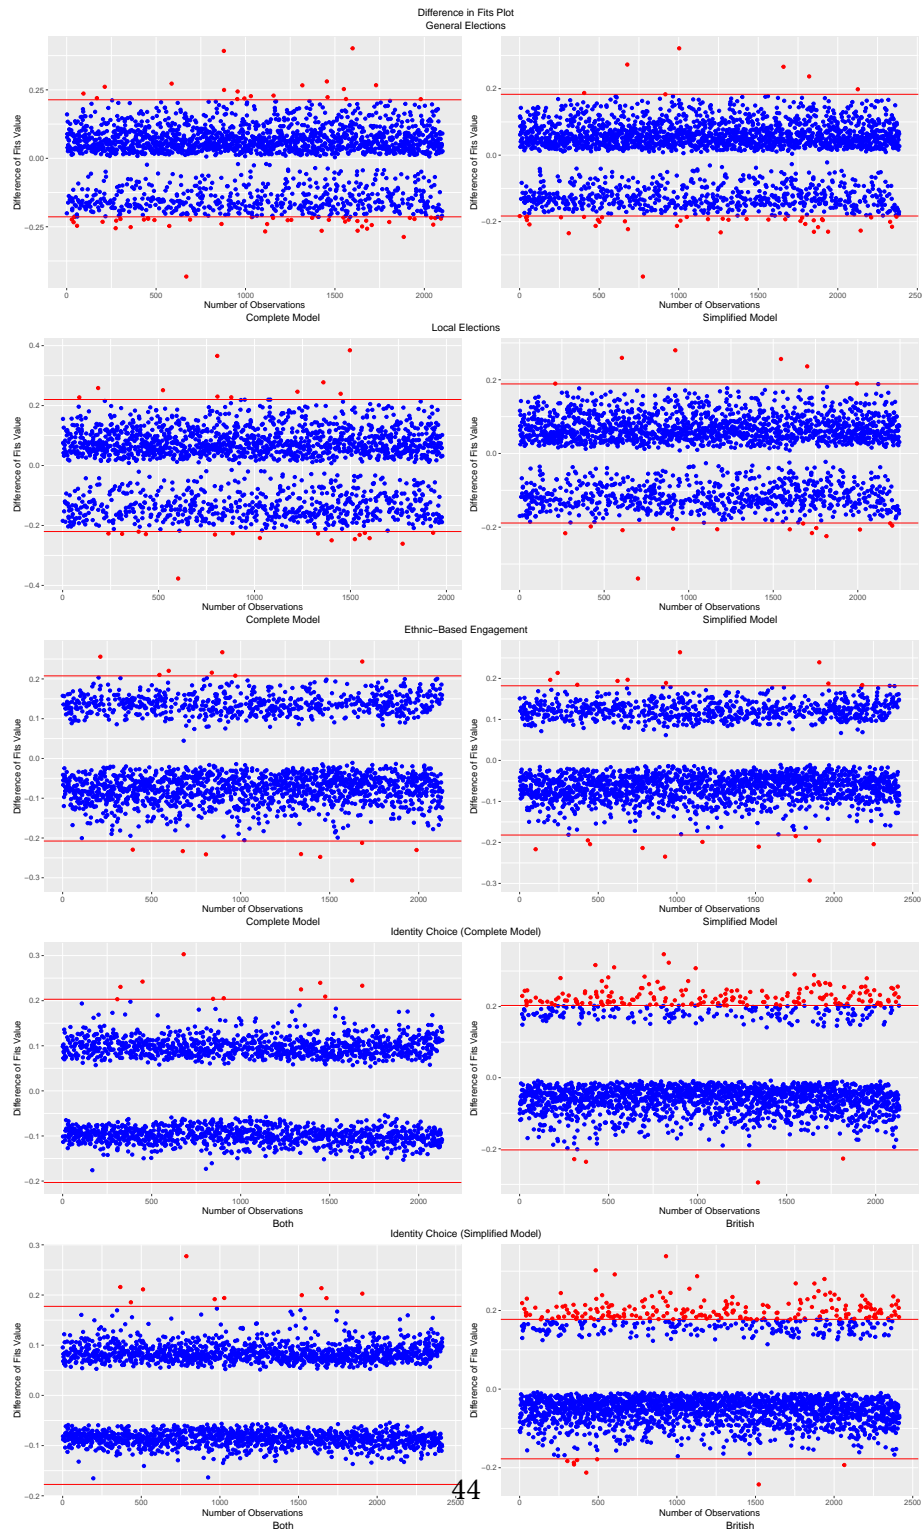 Difference in Fits Plot
General Elections
Difference of Fits Value
0.25
0.00
−0.25
0 500 1000 1500 2000
Number of Observations
Complete Model
Difference of Fits Value
0.2
0.0
−0.2
0 500 1000 1500 2000 2500
Number of Observations
Simplified Model
Local Elections
Difference of Fits Value
0.4
0.2
0.0
−0.2
−0.4
0 500 1000 1500 2000
Number of Observations
Complete Model
Difference of Fits Value
0.2
0.0
−0.2
0 500 1000 1500 2000
Number of Observations
Simplified Model
Ethnic−Based Engagement
Difference of Fits Value
0.2
0.1
0.0
−0.1
−0.2
−0.3
0 500 1000 1500 2000
Number of Observations
Complete Model
Difference of Fits Value
0.2
0.1
0.0
−0.1
−0.2
−0.3
0 500 1000 1500 2000 2500
Number of Observations
Simplified Model
Identity Choice (Complete Model)
Difference of Fits Value
0.3
0.2
0.1
0.0
−0.1
−0.2
0 500 1000 1500 2000
Number of Observations
Both
Difference of Fits Value
0.2
0.0
−0.2
0 500 1000 1500 2000
Number of Observations
British
Identity Choice (Simplified Model)
Difference of Fits Value
0.3
0.2
0.1
0.0
−0.1
−0.2
0 500 1000 1500 2000 2500
Number of Observations
Both
Difference of Fits Value
0.2
0.0
−0.2
0 500 1000 1500 2000
Number of Observations
British
44